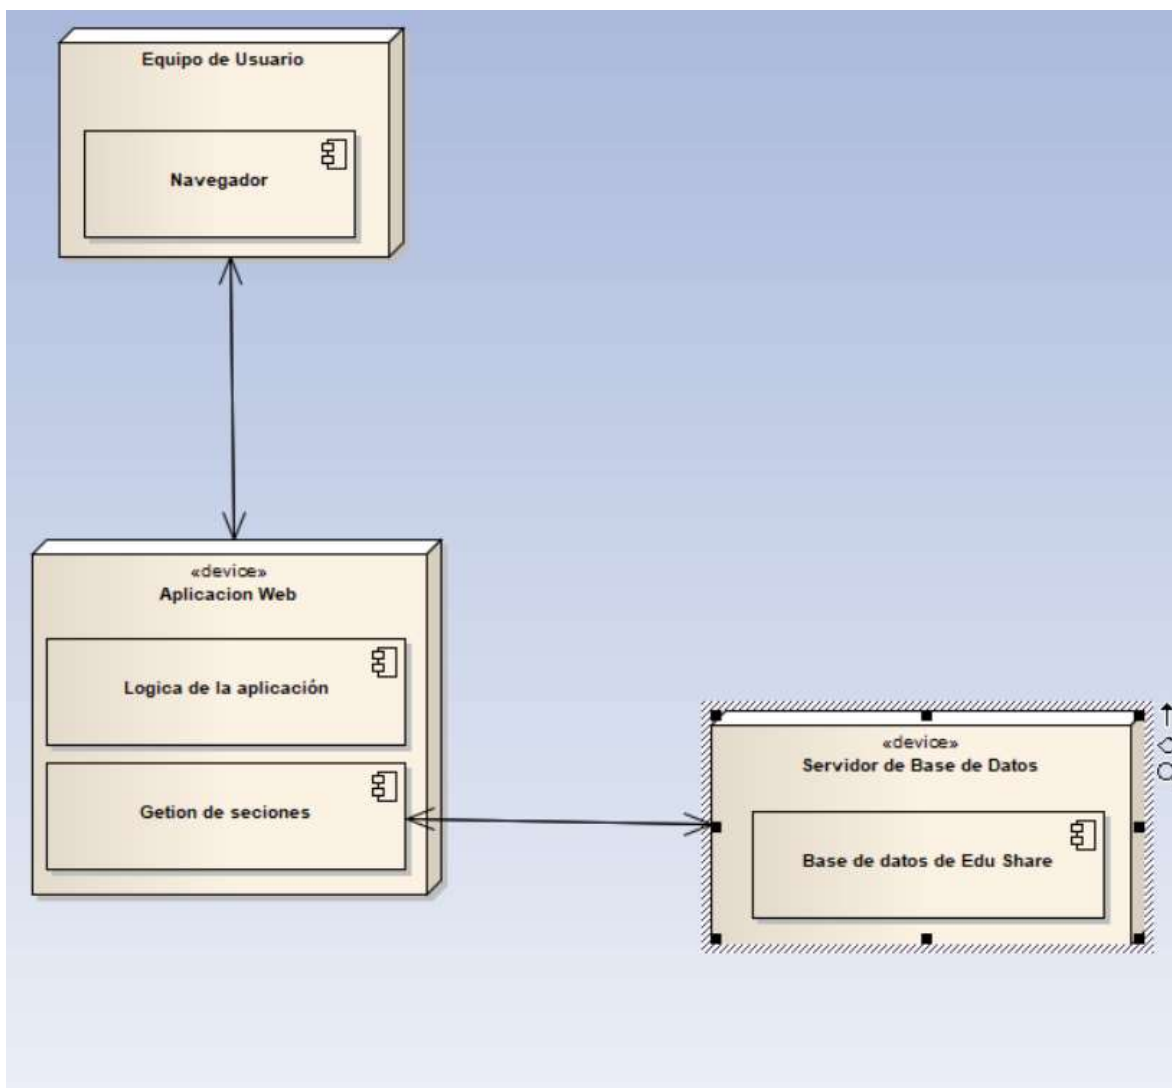 Equipo de Usuario
Navegador
«device»
Aplicacion Web
Logica de la aplicación
Getion de seciones
«device»
Servidor de Base de Datos
Base de datos de Edu Share